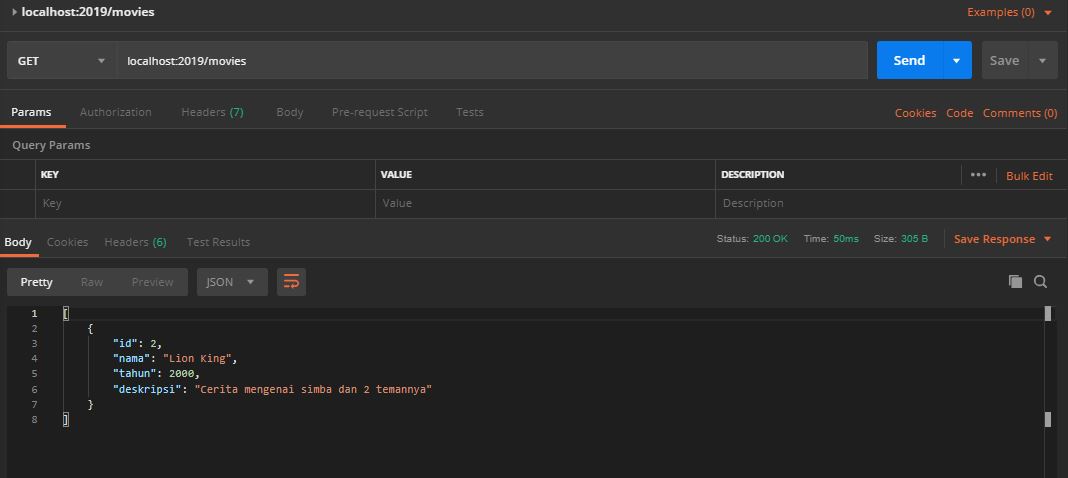 localhost:2019/movies Examples (0)
GET localhost:2019/movies Send Save
Params Authorization Headers (7) Body Pre-request Script Tests Cookies Code Comments (0)
Query Params
KEY VALUE DESCRIPTION ••• Bulk Edit
Key Value Description
Body Cookies Headers (6) Test Results Status: 200 OK Time: 50ms Size: 305 B Save Response
Pretty Raw Preview JSON
1 [
2 {
3 "id": 2,
4 "nama": "Lion King",
5 "tahun": 2000,
6 "deskripsi": "Cerita mengenai simba dan 2 temannya"
7 }
8 ]